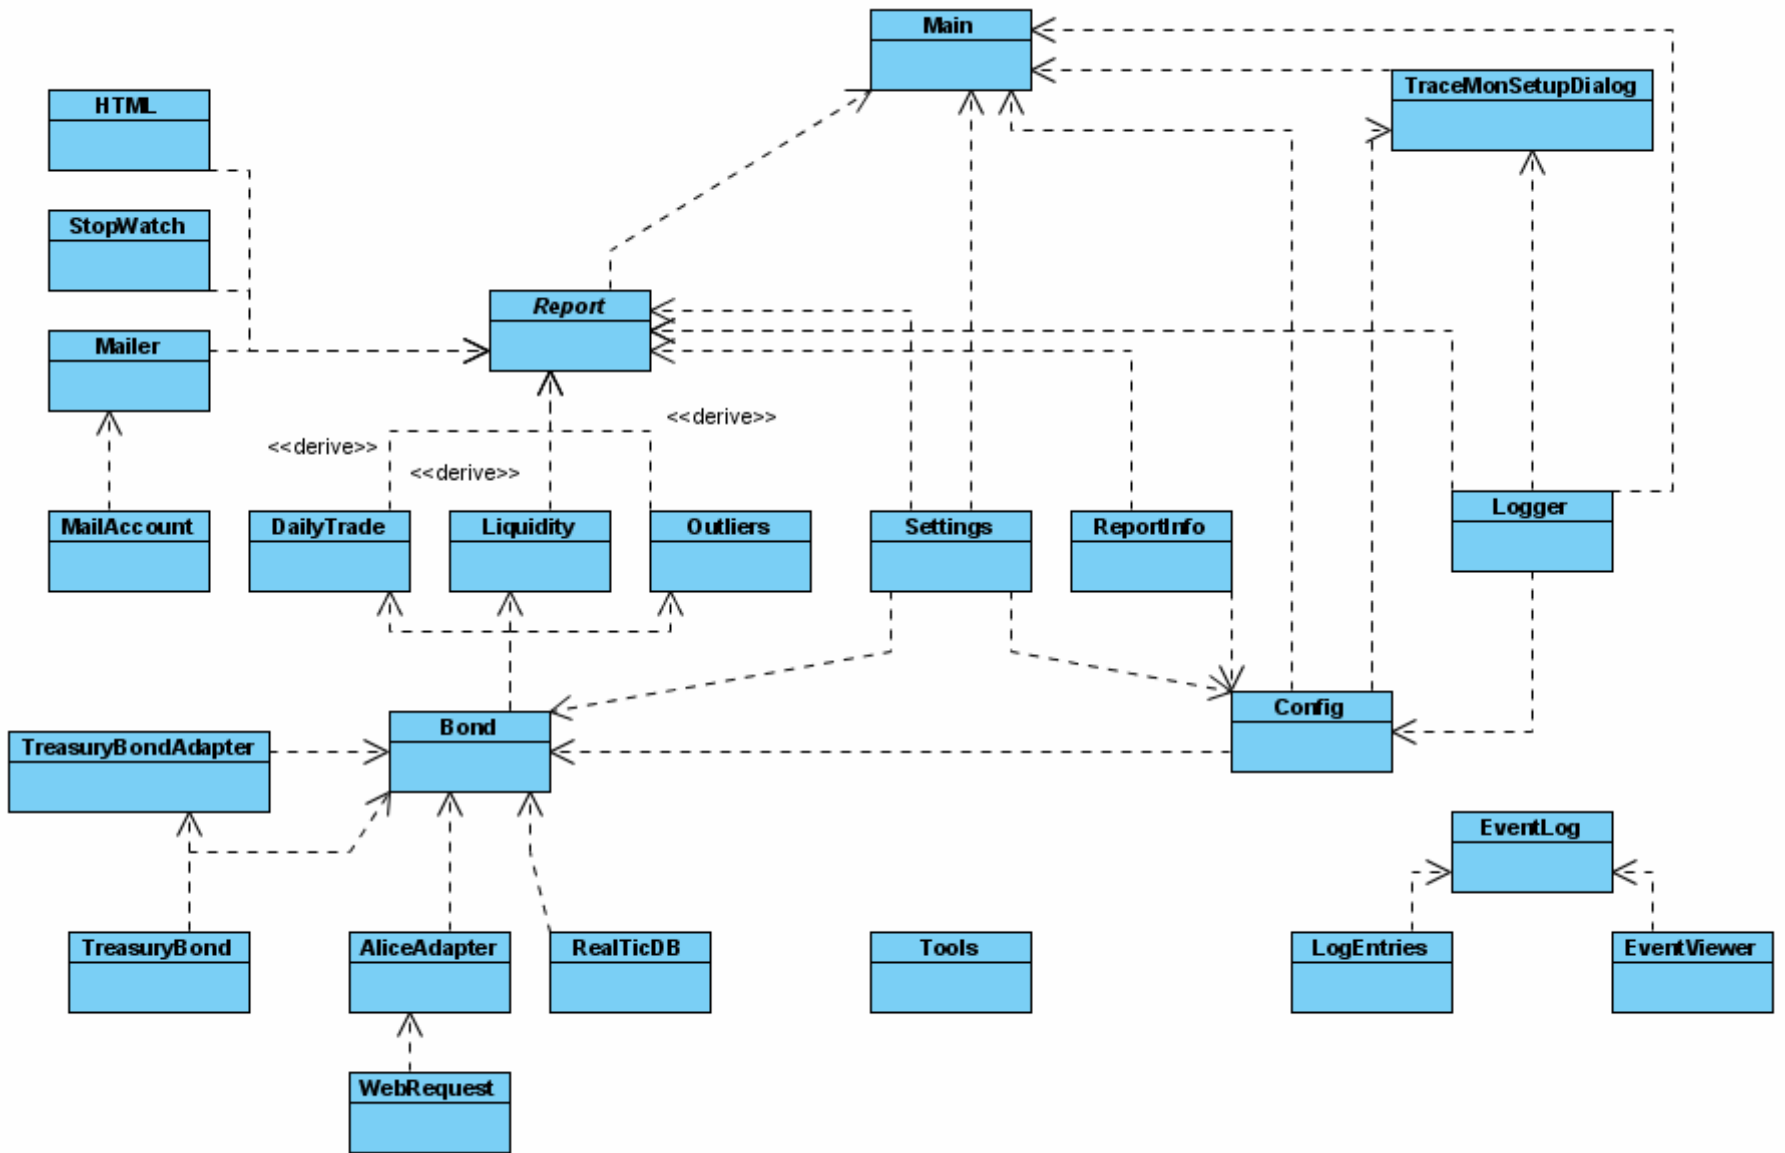 Main
TraceMonSetupDialog
HTML
StopWatch
Report
Mailer
<<derive>>
<<derive>>
<<derive>>
MailAccount
DailyTrade
Liquidity
Outliers
Settings
ReportInfo
Logger
Config
Bond
TreasuryBondAdapter
EventLog
TreasuryBond
AliceAdapter
RealTicDB
Tools
LogEntries
EventViewer
WebRequest